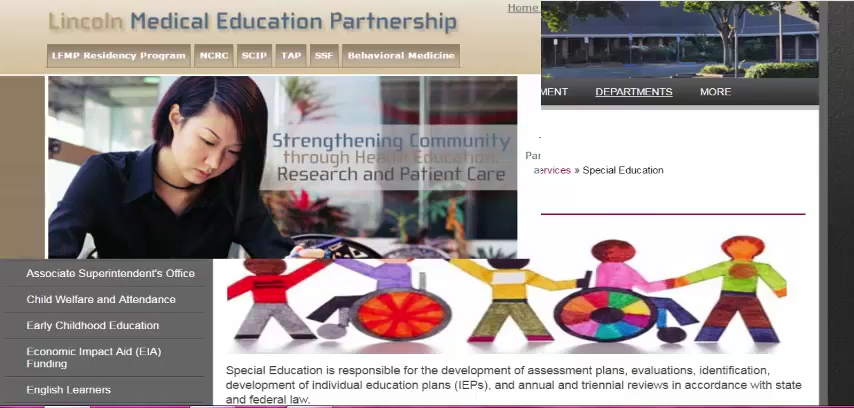 Lincoln Medical Education Partnership
Home
LFMP Residency Program NCRC SCIP TAP SSF Behavioral Medicine
MENT DEPARTMENTS MORE
Strengthening Community
through Health Education,
Research and Patient Care
Par
ervices » Special Education
Associate Superintendent's Office
Child Welfare and Attendance
Early Childhood Education
Economic Impact Aid (EIA)
Funding
English Learners
Special Education is responsible for the development of assessment plans, evaluations, identification,
development of individual education plans (IEPs), and annual and triennial reviews in accordance with state
and federal law.